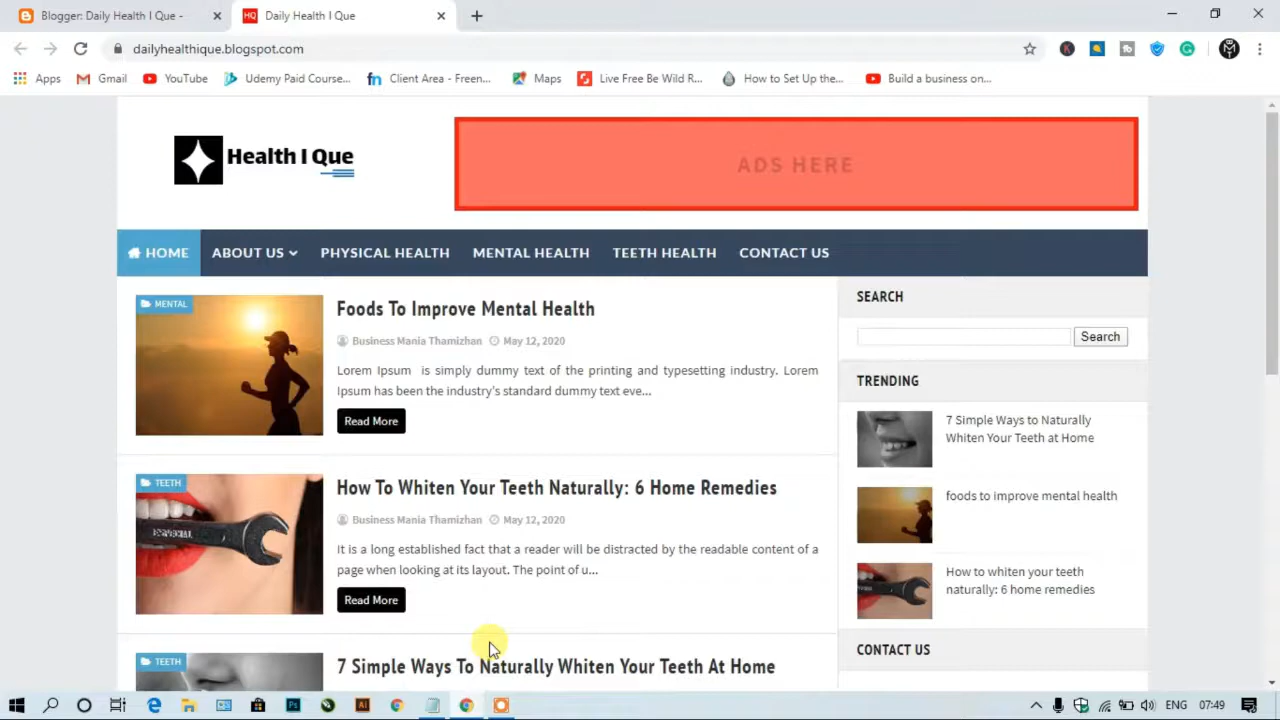 Blogger: Daily Health I Que -
Daily Health I Que
dailyhealthique.blogspot.com
Apps
Gmail
YouTube
Udemy Paid Course...
Client Area - Freen...
Maps
Live Free Be Wild R...
How to Set Up the...
Build a business on...
Health I Que
ADS HERE
HOME
ABOUT US
PHYSICAL HEALTH
MENTAL HEALTH
TEETH HEALTH
CONTACT US
MENTAL
Foods To Improve Mental Health
Business Mania Thamizhan
May 12, 2020
Lorem Ipsum is simply dummy text of the printing and typesetting industry. Lorem
Ipsum has been the industry's standard dummy text eve...
Read More
TEETH
How To Whiten Your Teeth Naturally: 6 Home Remedies
Business Mania Thamizhan
May 12, 2020
It is a long established fact that a reader will be distracted by the readable content of a
page when looking at its layout. The point of u...
Read More
TEETH
7 Simple Ways To Naturally Whiten Your Teeth At Home
SEARCH
Search
TRENDING
7 Simple Ways to Naturally
Whiten Your Teeth at Home
foods to improve mental health
How to whiten your teeth
naturally: 6 home remedies
CONTACT US
ENG
07:49